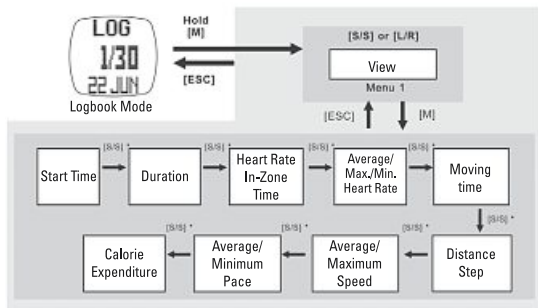 LOG
1/30
22 JUN
Logbook Mode
Hold
[M]
[ESC]
[S/S] or [L/R]
View
Menu 1
[ESC]
[M]
Start Time
[S/S] *
Duration
[S/S] *
Heart Rate
In-Zone
Time
[S/S] *
Average/
Max./Min.
Heart Rate
[S/S] *
Moving
time
[S/S] *
Distance
Step
[S/S] *
Average/
Maximum
Speed
[S/S] *
Average/
Minimum
Pace
[S/S] *
Calorie
Expenditure